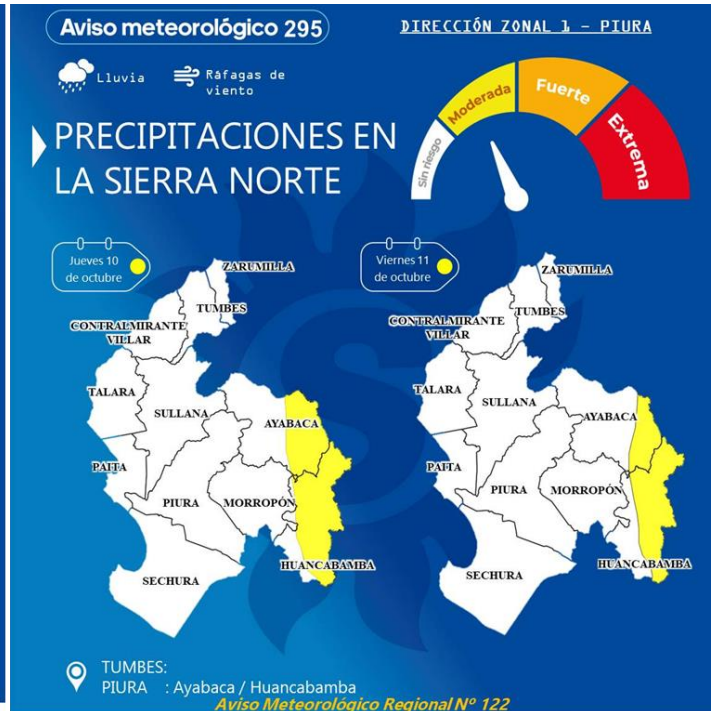 Aviso meteorológico 295
DIRECCIÓN ZONAL 1 - PIURA
Lluvia
Ráfagas de
viento
PRECIPITACIONES EN
LA SIERRA NORTE
Sin riesgo
Moderada
Fuerte
Extrema
Jueves 10
de octubre
ZARUMILLA
TUMBES
CONTRALMIRANTE
VILLAR
TALARA
SULLANA
AYABACA
PAITA
PIURA
MORROPÓN
SECHURA
HUANCABAMBA
Viernes 11
de octubre
ZARUMILLA
TUMBES
CONTRALMIRANTE
VILLAR
TALARA
SULLANA
AYABACA
PAITA
PIURA
MORROPÓN
SECHURA
HUANCABAMBA
TUMBES:
PIURA : Ayabaca / Huancabamba
Aviso Meteorológico Regional Nº 122